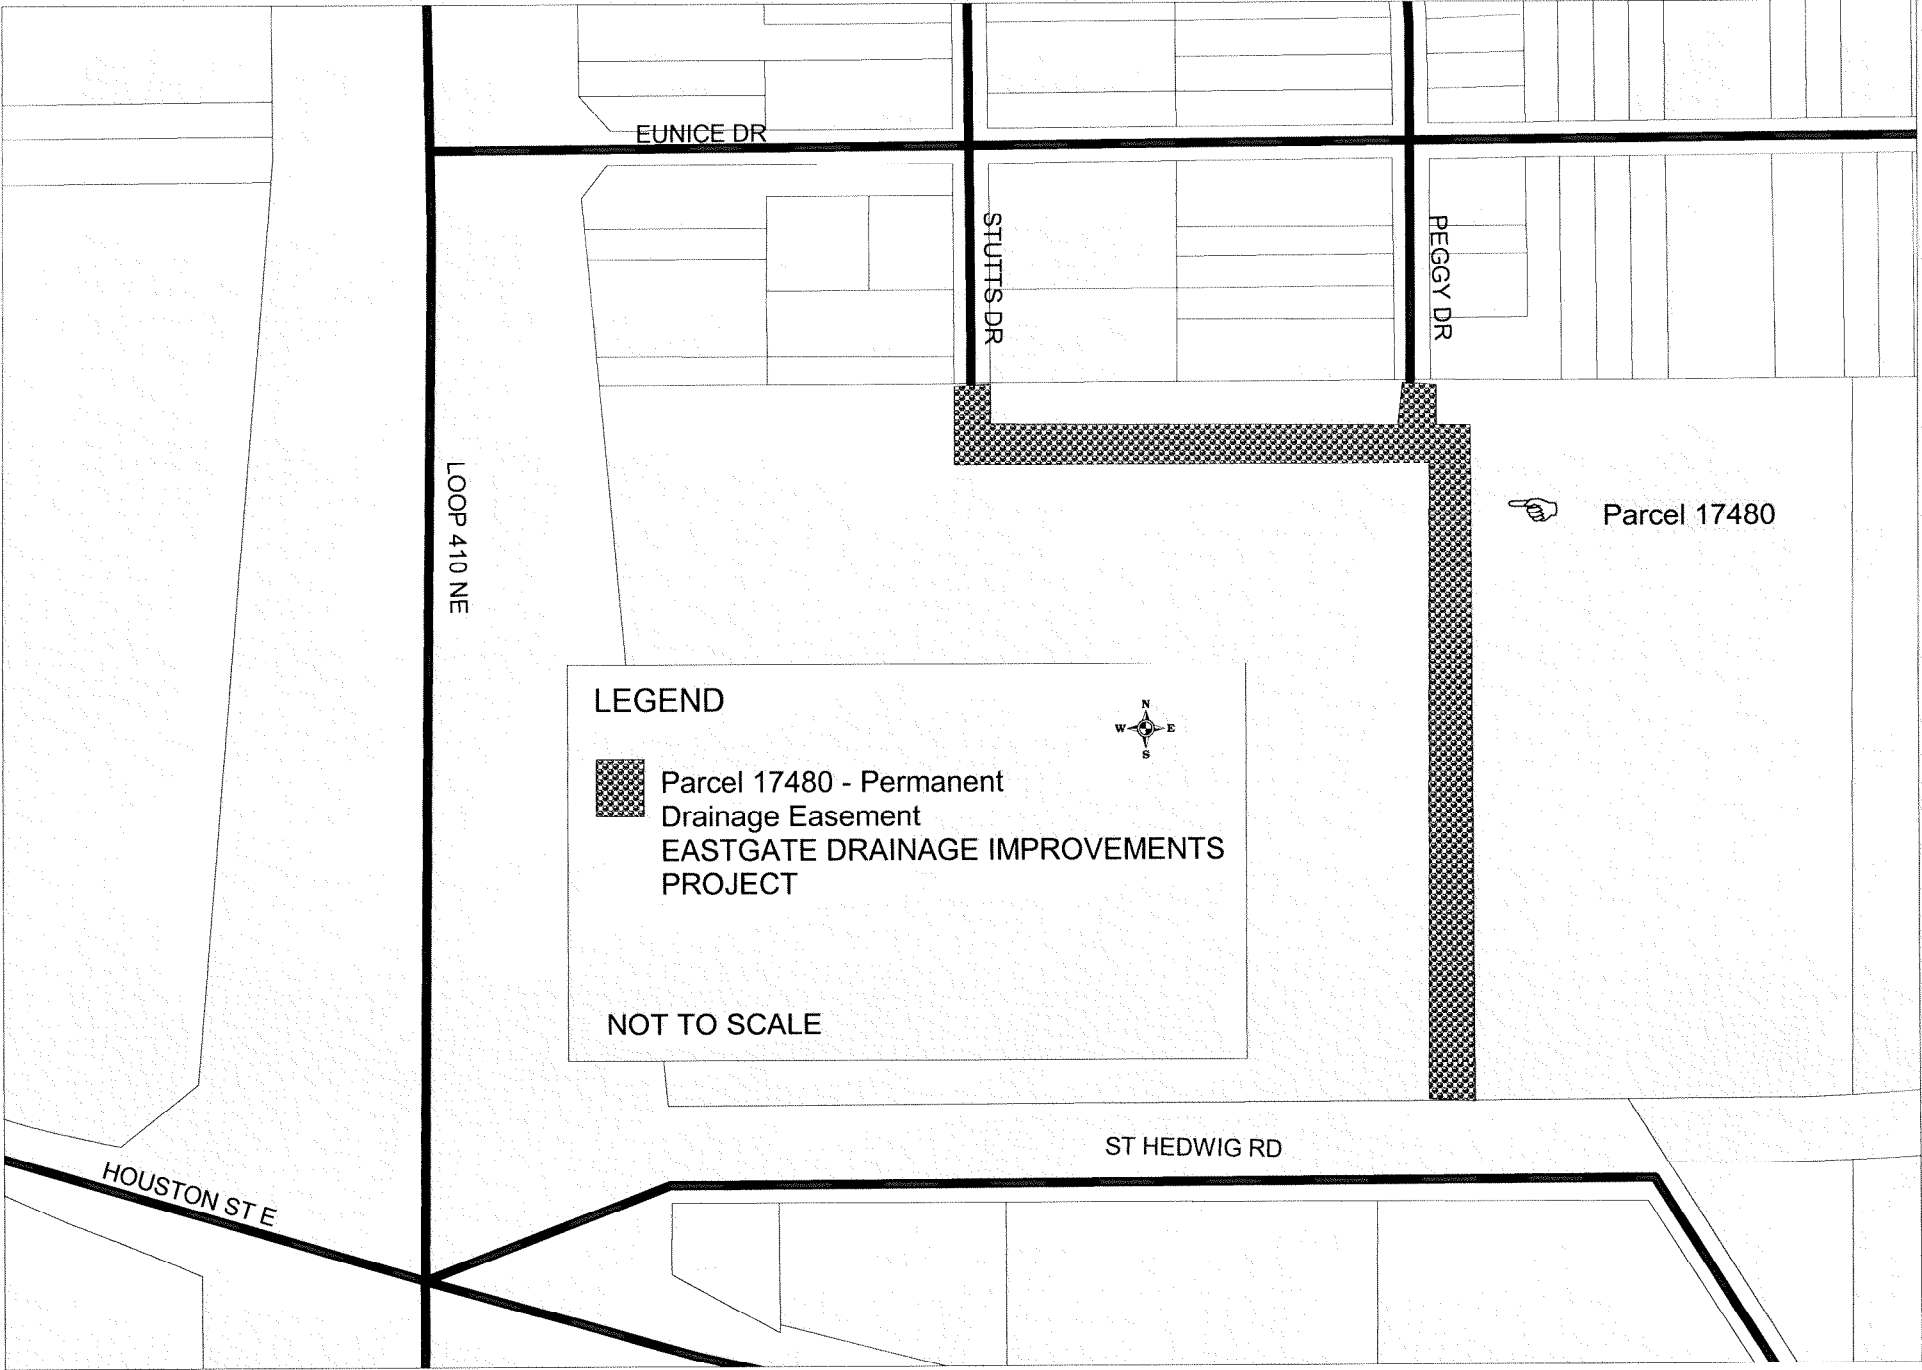 EUNICE DR
STUTTS DR
PEGGY DR
LOOP 410 NE
Parcel 17480
LEGEND
N
W E
S
Parcel 17480 - Permanent
Drainage Easement
EASTGATE DRAINAGE IMPROVEMENTS
PROJECT
NOT TO SCALE
ST HEDWIG RD
HOUSTON ST E